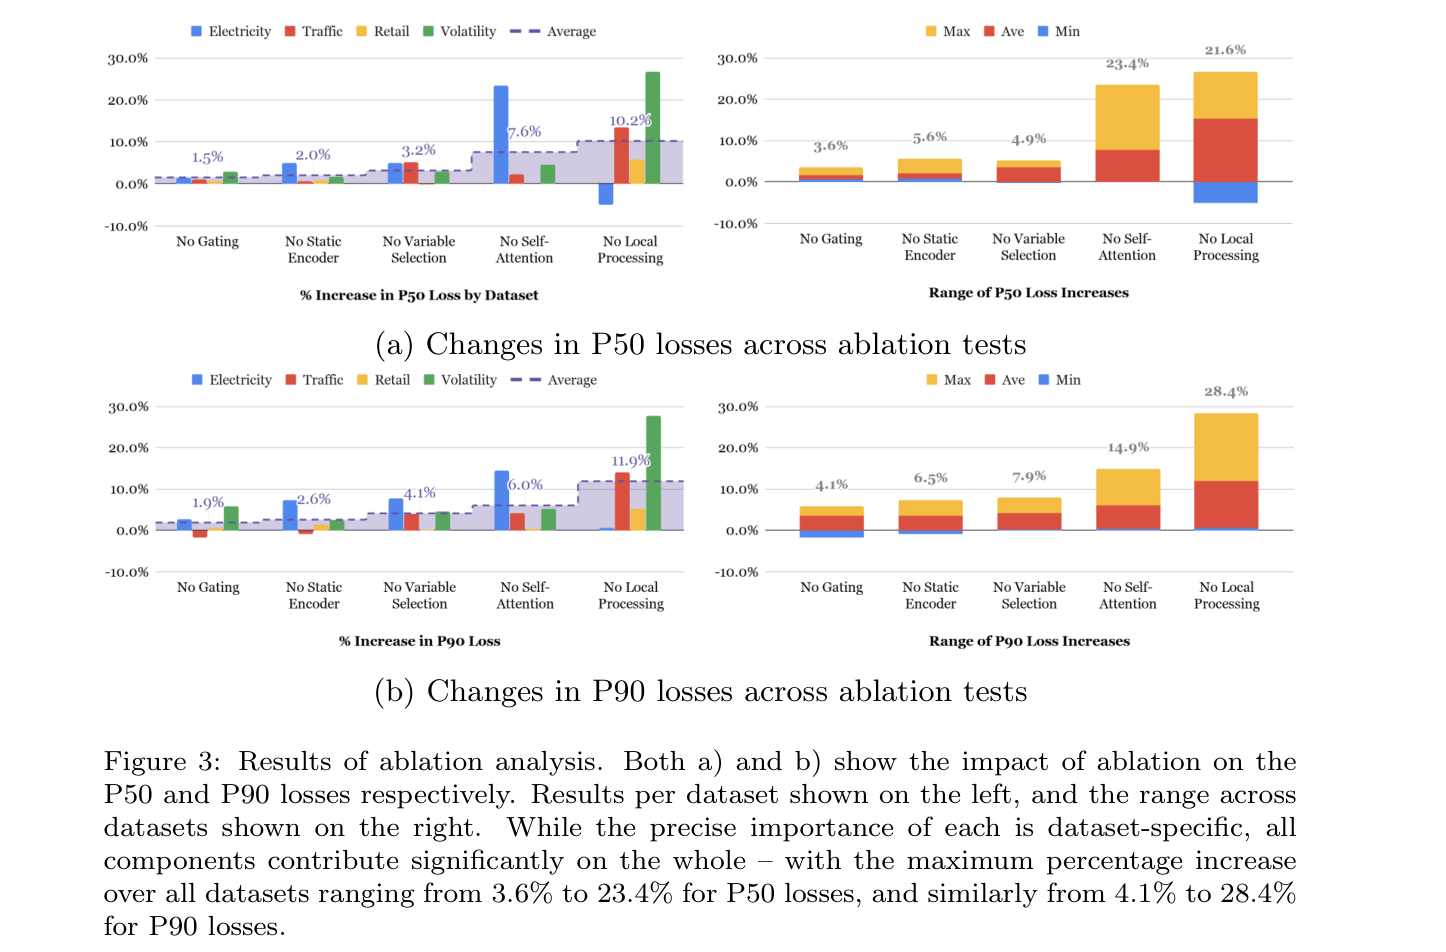 Electricity Traffic Retail Volatility Average
30.0%
20.0%
10.0%
0.0%
-10.0%
1.5%
2.0%
3.2%
7.6%
10.2%
No Gating
No Static Encoder
No Variable Selection
No Self-Attention
No Local Processing
% Increase in P50 Loss by Dataset
Max Ave Min
30.0%
20.0%
10.0%
0.0%
-10.0%
3.6%
5.6%
4.9%
23.4%
21.6%
No Gating
No Static Encoder
No Variable Selection
No Self-Attention
No Local Processing
Range of P50 Loss Increases
(a) Changes in P50 losses across ablation tests
Electricity Traffic Retail Volatility Average
30.0%
20.0%
10.0%
0.0%
-10.0%
1.9%
2.6%
4.1%
6.0%
11.9%
No Gating
No Static Encoder
No Variable Selection
No Self-Attention
No Local Processing
% Increase in P90 Loss
Max Ave Min
30.0%
20.0%
10.0%
0.0%
-10.0%
4.1%
6.5%
7.9%
14.9%
28.4%
No Gating
No Static Encoder
No Variable Selection
No Self-Attention
No Local Processing
Range of P90 Loss Increases
(b) Changes in P90 losses across ablation tests
Figure 3: Results of ablation analysis. Both a) and b) show the impact of ablation on the
P50 and P90 losses respectively. Results per dataset shown on the left, and the range across
datasets shown on the right. While the precise importance of each is dataset-specific, all
components contribute significantly on the whole – with the maximum percentage increase
over all datasets ranging from 3.6% to 23.4% for P50 losses, and similarly from 4.1% to 28.4%
for P90 losses.